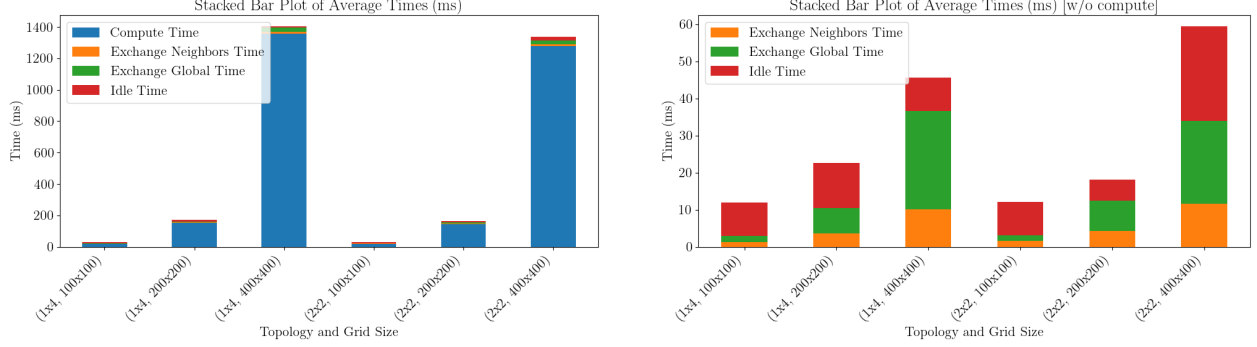 Stacked Bar Plot of Average Times (ms)
1400
1200
1000
800
600
400
200
0
Time (ms)
Compute Time
Exchange Neighbors Time
Exchange Global Time
Idle Time
(1x4, 100x100)
(1x4, 200x200)
(1x4, 400x400)
(2x2, 100x100)
(2x2, 200x200)
(2x2, 400x400)
Topology and Grid Size
Stacked Bar Plot of Average Times (ms) [w/o compute]
60
50
40
30
20
10
0
Time (ms)
Exchange Neighbors Time
Exchange Global Time
Idle Time
(1x4, 100x100)
(1x4, 200x200)
(1x4, 400x400)
(2x2, 100x100)
(2x2, 200x200)
(2x2, 400x400)
Topology and Grid Size